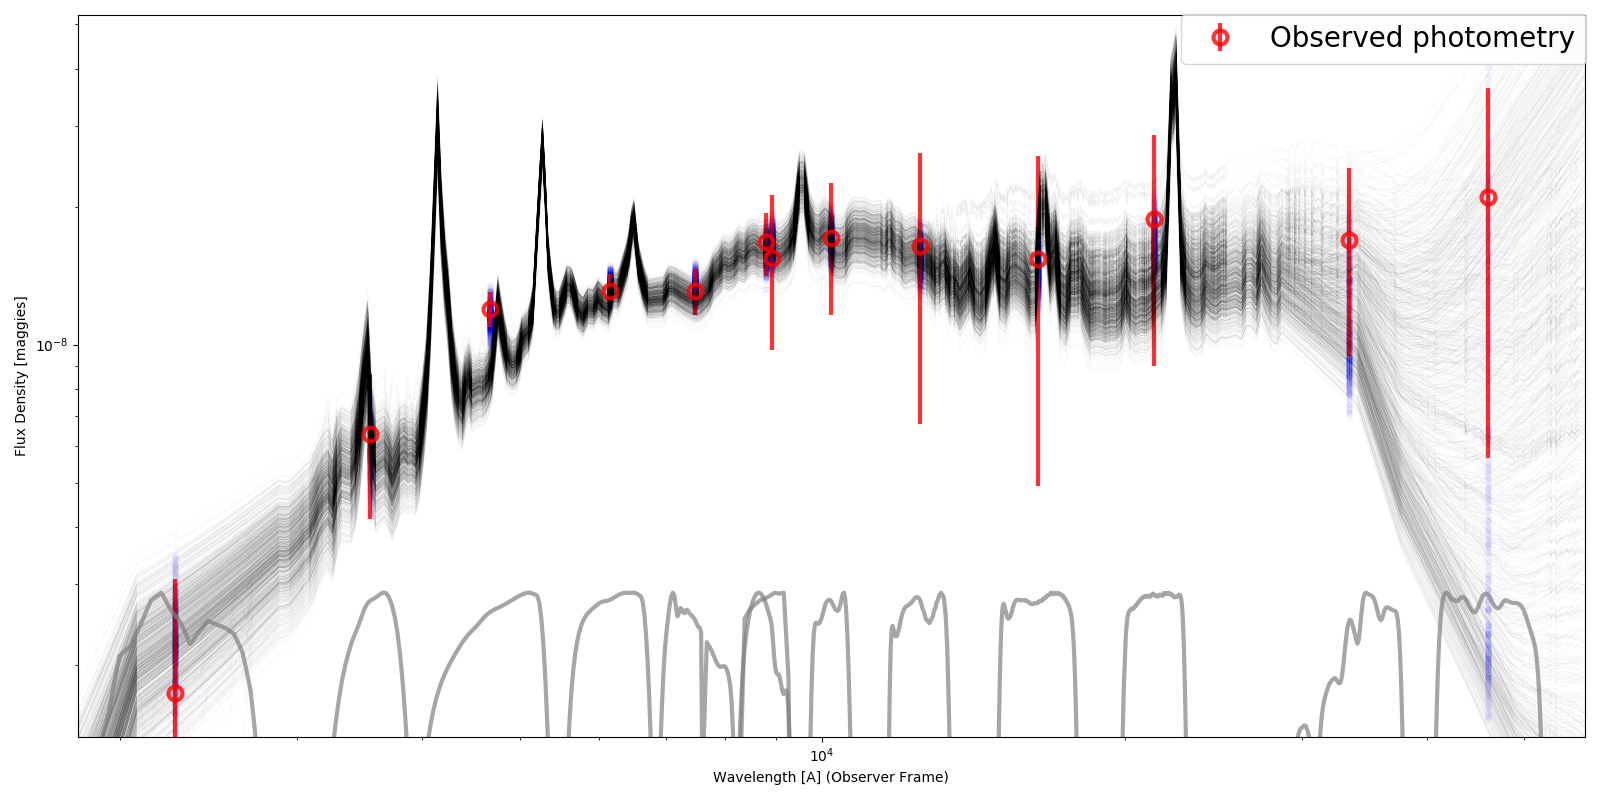 Observed photometry
Flux Density [maggies]
10⁻⁸
10⁴
Wavelength [A] (Observer Frame)